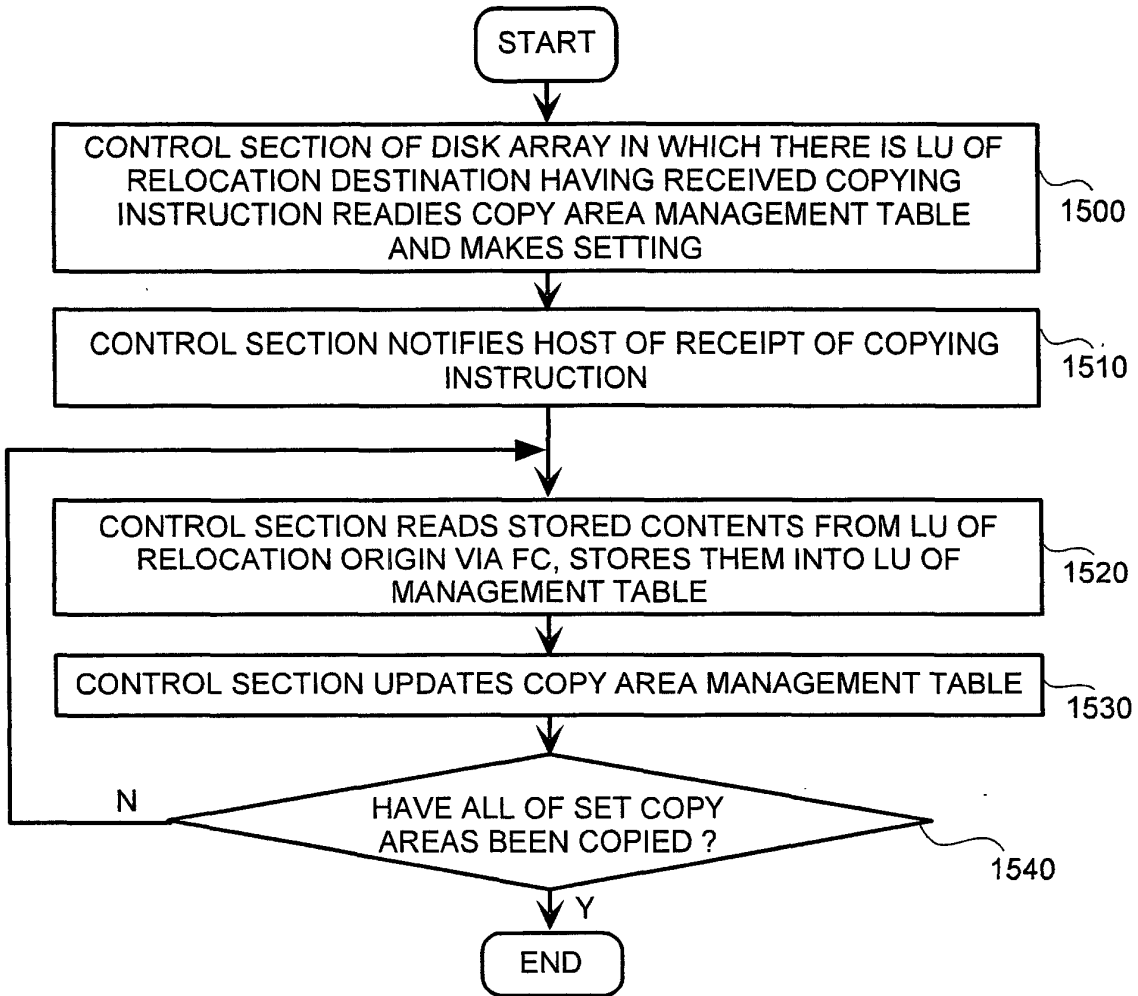 START
CONTROL SECTION OF DISK ARRAY IN WHICH THERE IS LU OF
RELOCATION DESTINATION HAVING RECEIVED COPYING
INSTRUCTION READIES COPY AREA MANAGEMENT TABLE
AND MAKES SETTING
1500
CONTROL SECTION NOTIFIES HOST OF RECEIPT OF COPYING
INSTRUCTION
1510
CONTROL SECTION READS STORED CONTENTS FROM LU OF
RELOCATION ORIGIN VIA FC, STORES THEM INTO LU OF
MANAGEMENT TABLE
1520
CONTROL SECTION UPDATES COPY AREA MANAGEMENT TABLE
1530
N
HAVE ALL OF SET COPY
AREAS BEEN COPIED ?
1540
Y
END